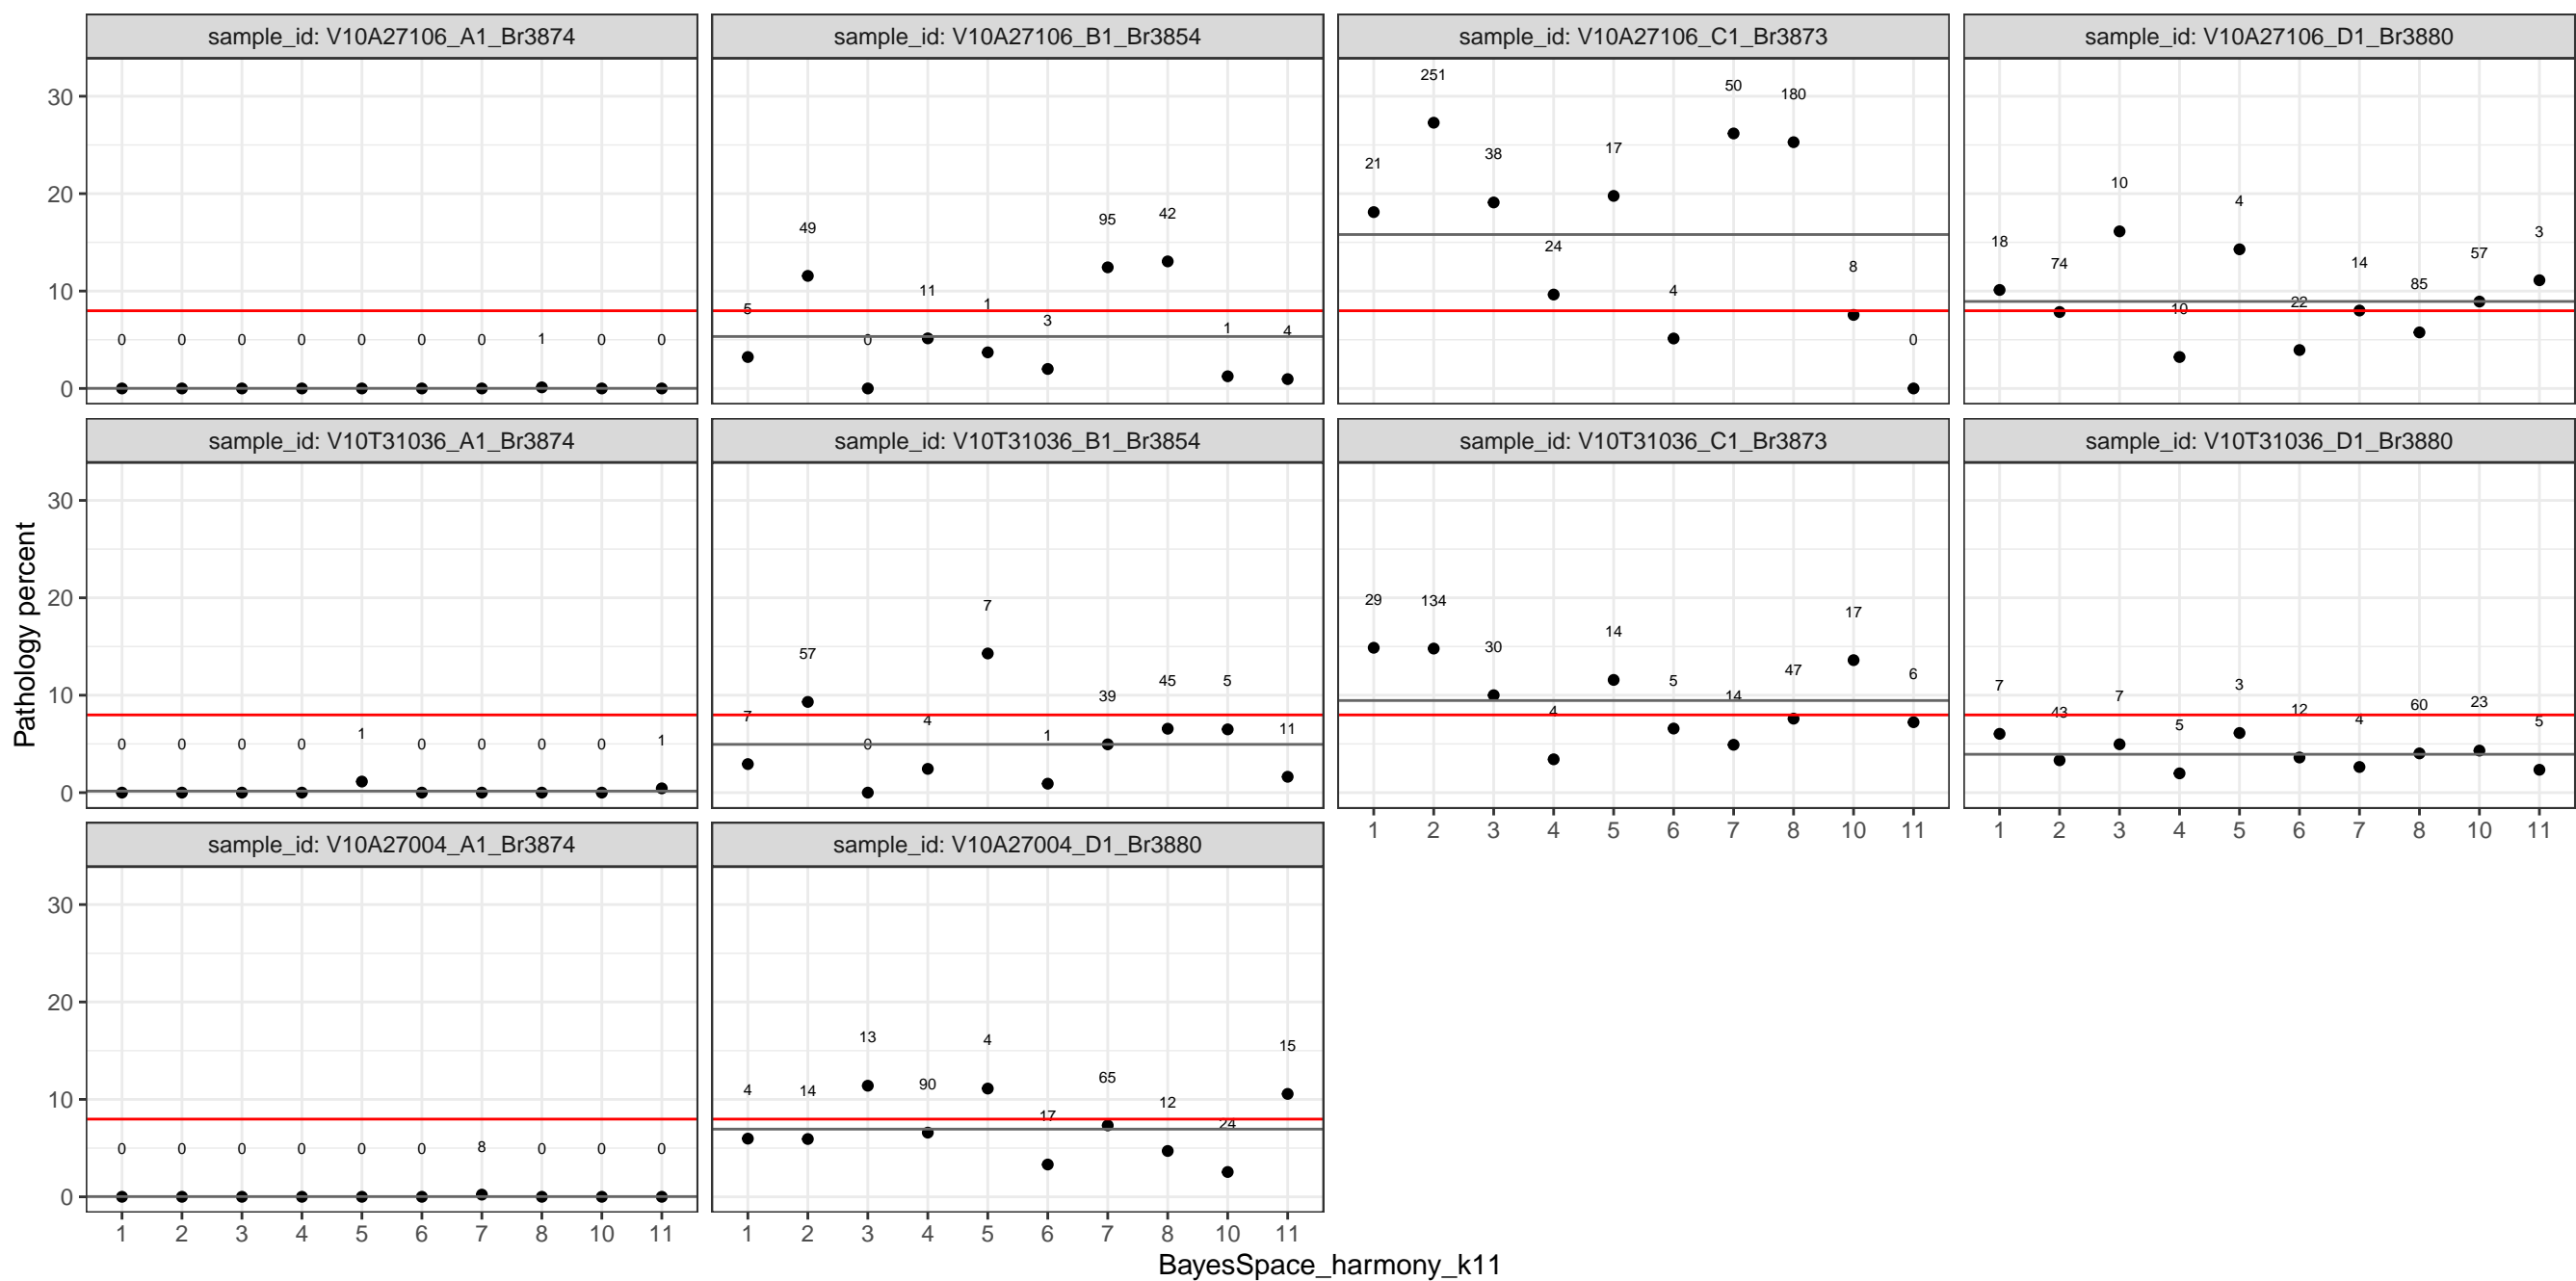 sample_id: V10A27106_A1_Br3874
sample_id: V10A27106_B1_Br3854
sample_id: V10A27106_C1_Br3873
sample_id: V10A27106_D1_Br3880
30
20
10
0
0 0 0 0 0 0 0 1 0 0
5 49 0 11 1 3 95 42 1 4
21 251 38 24 17 4 50 180 8 0
18 74 10 10 4 22 14 85 57 3
sample_id: V10T31036_A1_Br3874
sample_id: V10T31036_B1_Br3854
sample_id: V10T31036_C1_Br3873
sample_id: V10T31036_D1_Br3880
Pathology percent
30
20
10
0
0 0 0 0 1 0 0 0 0 1
7 57 0 4 7 1 39 45 5 11
29 134 30 4 14 5 14 47 17 6
7 43 7 5 3 12 4 60 23 5
1 2 3 4 5 6 7 8 10 11
1 2 3 4 5 6 7 8 10 11
sample_id: V10A27004_A1_Br3874
sample_id: V10A27004_D1_Br3880
30
20
10
0
0 0 0 0 0 0 8 0 0 0
4 14 13 90 4 17 65 12 24 15
1 2 3 4 5 6 7 8 10 11
1 2 3 4 5 6 7 8 10 11
BayesSpace_harmony_k11